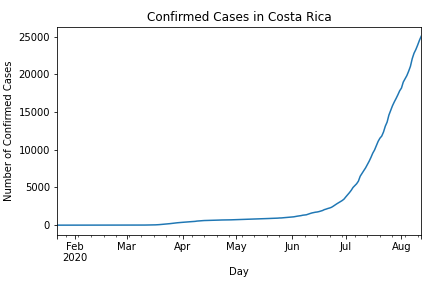 Confirmed Cases in Costa Rica
Number of Confirmed Cases
25000
20000
15000
10000
5000
0
Feb Mar Apr May Jun Jul Aug
2020
Day